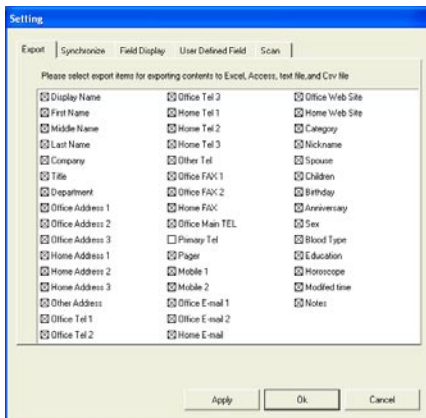 Setting
Export Synchronize Field Display User Defined Field Scan
Please select export items for exporting contents to Excel, Access, text file,and Csv file
Display Name
First Name
Middle Name
Last Name
Company
Title
Department
Office Address 1
Office Address 2
Office Address 3
Home Address 1
Home Address 2
Home Address 3
Other Address
Office Tel 1
Office Tel 2
Office Tel 3
Home Tel 1
Home Tel 2
Home Tel 3
Other Tel
Office FAX 1
Office FAX 2
Home FAX
Office Main TEL
Primary Tel
Pager
Mobile 1
Mobile 2
Office E-mail 1
Office E-mail 2
Home E-mail
Office Web Site
Home Web Site
Category
Nickname
Spouse
Children
Birthday
Anniversary
Sex
Blood Type
Education
Horoscope
Modifed time
Notes
Apply Ok Cancel